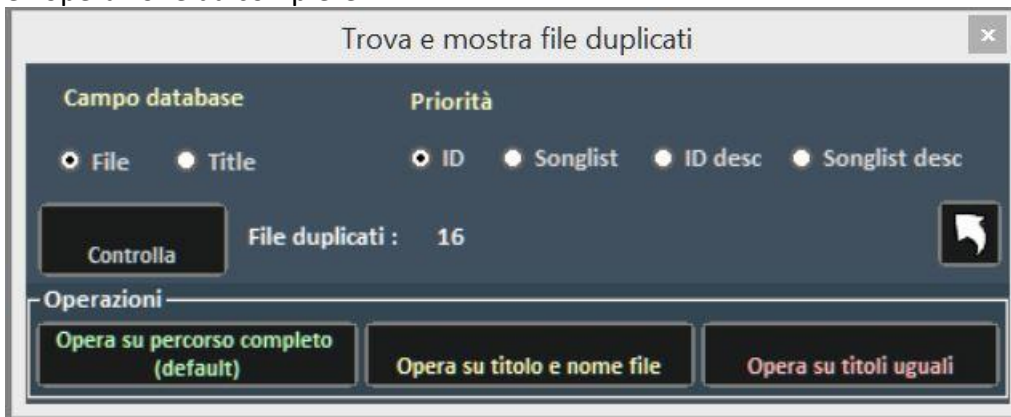 Trova e mostra file duplicati
Campo database
Priorità
File
Title
ID
Songlist
ID desc
Songlist desc
Controlla
File duplicati :
16
Operazioni
Opera su percorso completo
(default)
Opera su titolo e nome file
Opera su titoli uguali